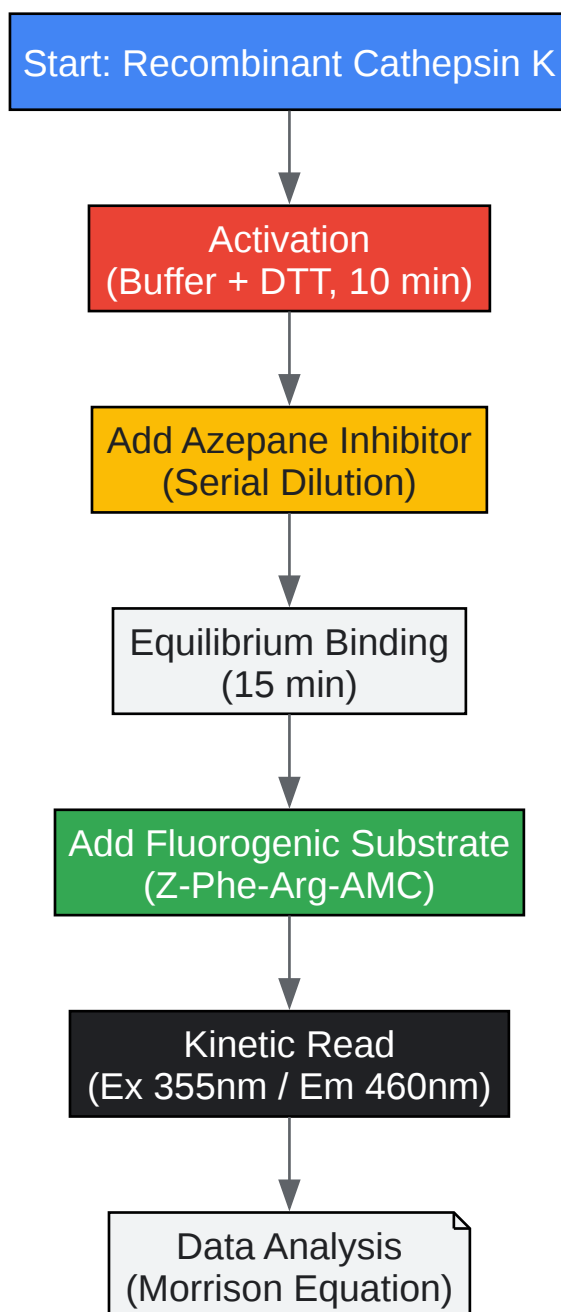 Start: Recombinant Cathepsin K
Activation
(Buffer + DTT, 10 min)
Add Azepane Inhibitor
(Serial Dilution)
Equilibrium Binding
(15 min)
Add Fluorogenic Substrate
(Z-Phe-Arg-AMC)
Kinetic Read
(Ex 355nm / Em 460nm)
Data Analysis
(Morrison Equation)